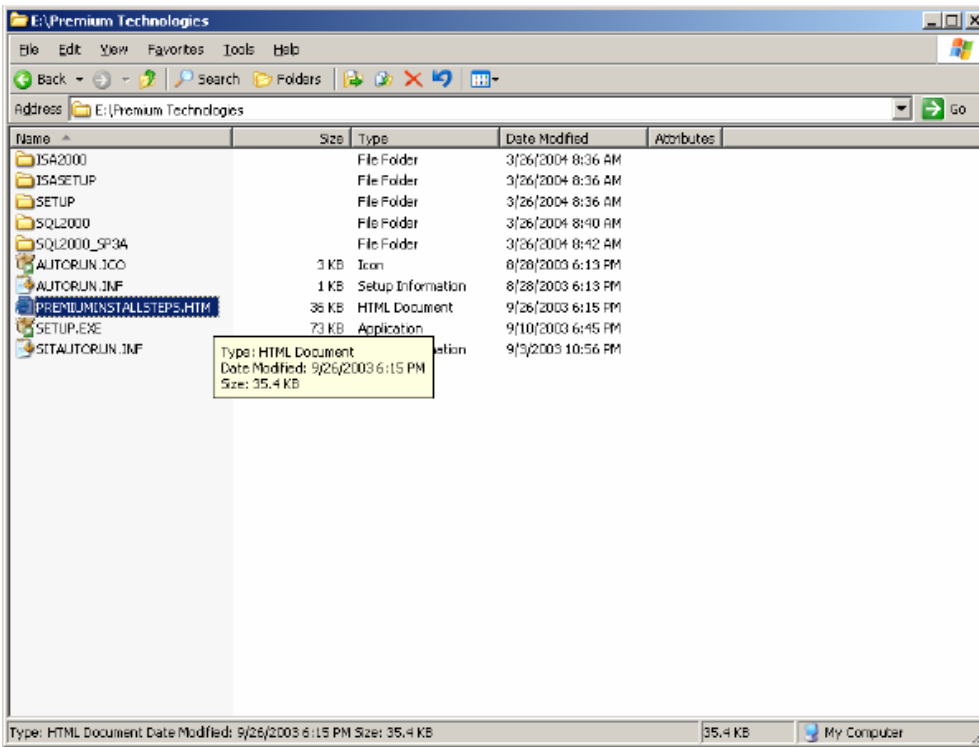 E:\Premium Technologies
File Edit View Favorites Tools Help
Back Search Folders
Address E:\Premium Technologies Go
Name Size Type Date Modified Attributes
ISA2000 File Folder 3/26/2004 8:36 AM
ISASETUP File Folder 3/26/2004 8:36 AM
SETUP File Folder 3/26/2004 8:36 AM
SQL2000 File Folder 3/26/2004 8:40 AM
SQL2000_SP3A File Folder 3/26/2004 8:42 AM
AUTORUN.ICO 3 KB Icon 8/28/2003 6:13 PM
AUTORUN.INF 1 KB Setup Information 8/28/2003 6:13 PM
PREMIUMINSTALLSTEPS.HTM 36 KB HTML Document 9/26/2003 6:15 PM
SETUP.EXE 73 KB Application 9/10/2003 6:45 PM
SITAUTORUN.INF ation 9/3/2003 10:56 PM
Type: HTML Document
Date Modified: 9/26/2003 6:15 PM
Size: 35.4 KB
Type: HTML Document Date Modified: 9/26/2003 6:15 PM Size: 35.4 KB 35.4 KB My Computer